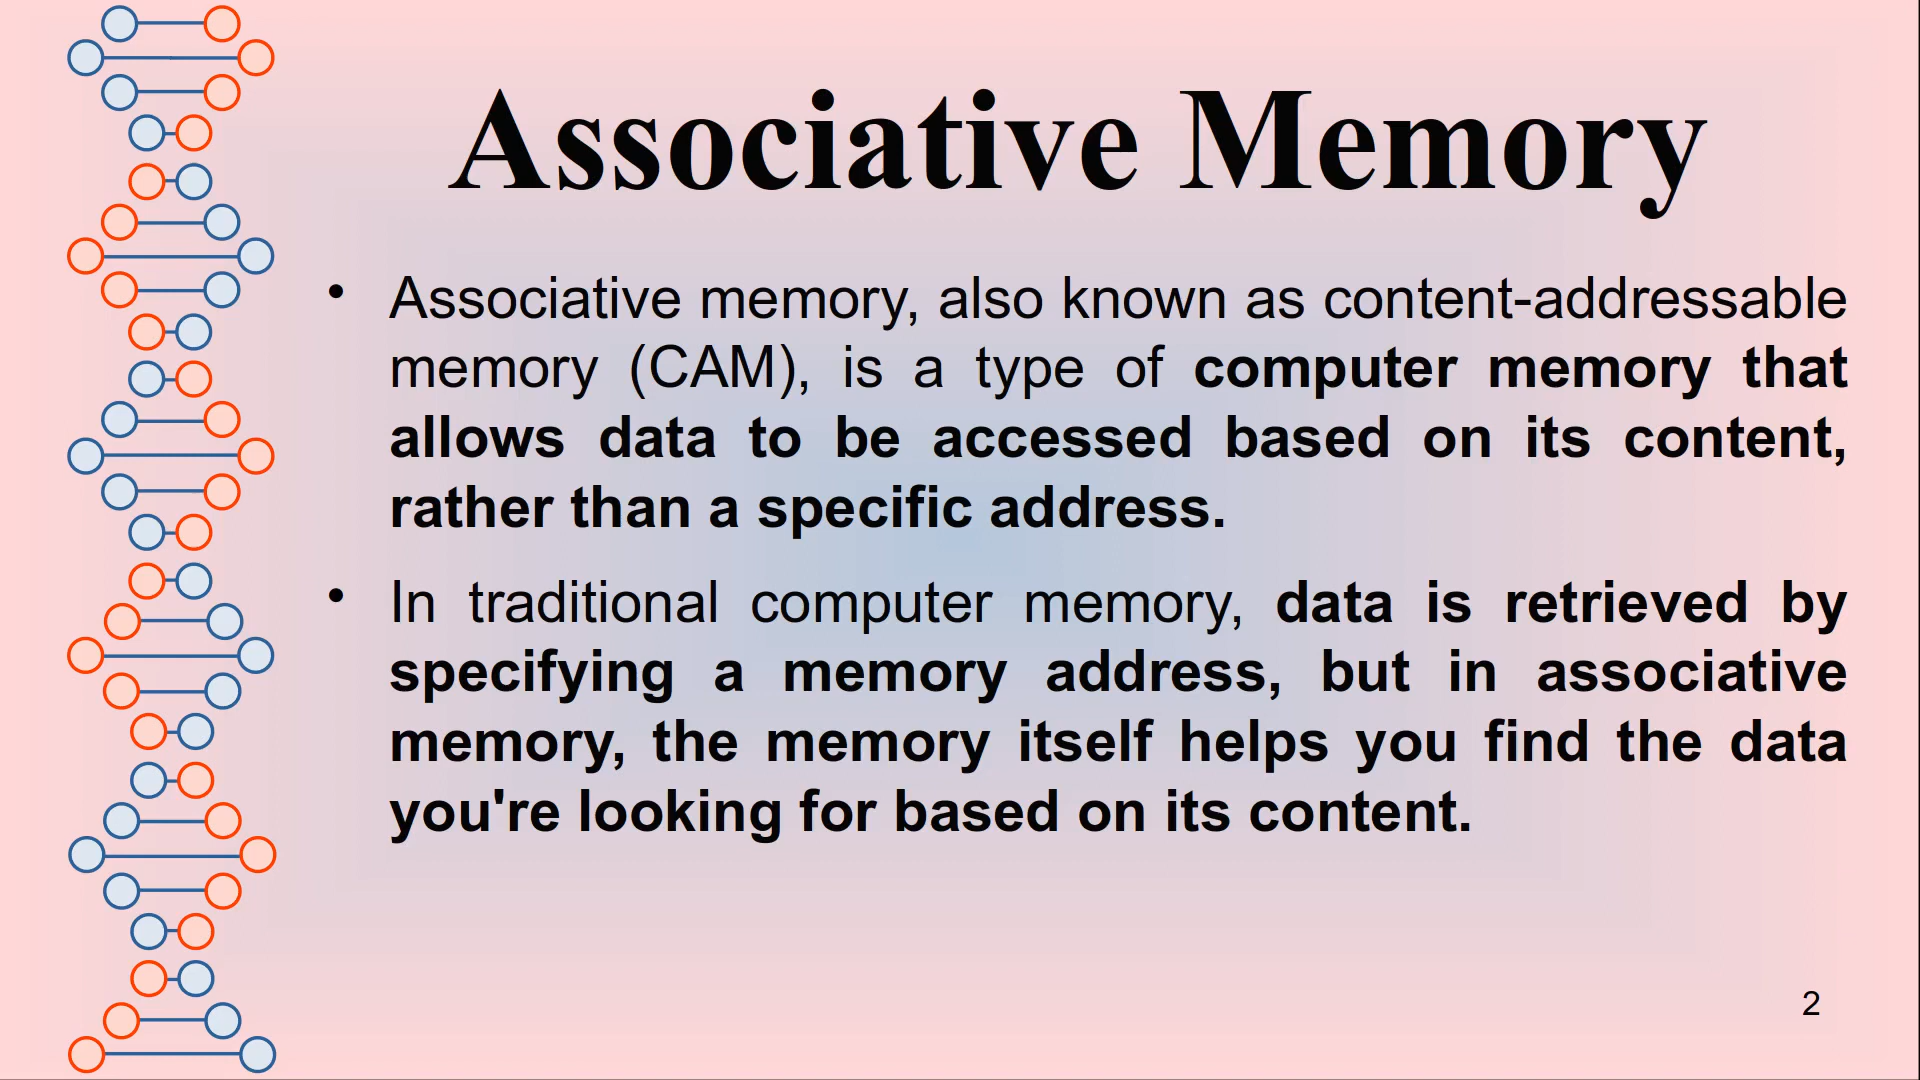 Associative Memory
• Associative memory, also known as content-addressable
memory (CAM), is a type of computer memory that
allows data to be accessed based on its content,
rather than a specific address.
• In traditional computer memory, data is retrieved by
specifying a memory address, but in associative
memory, the memory itself helps you find the data
you're looking for based on its content.
2